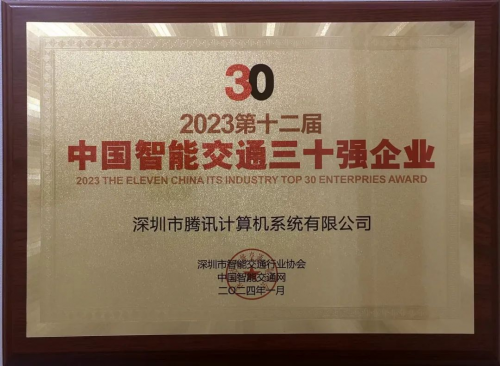 30
2023第十二届
中国智能交通三十强企业
2023 THE ELEVEN CHINA ITS INDUSTRY TOP 30 ENTERPRIES AWARD
深圳市腾讯计算机系统有限公司
深圳市智能交通行业协会
中国智能交通网
二〇二四年一月